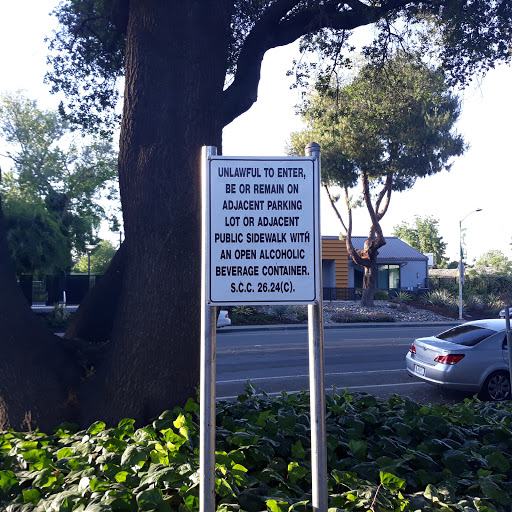 UNLAWFUL TO ENTER,
BE OR REMAIN ON
ADJACENT PARKING
LOT OR ADJACENT
PUBLIC SIDEWALK WITH
AN OPEN ALCOHOLIC
BEVERAGE CONTAINER.
S.C.C. 26.24(C).